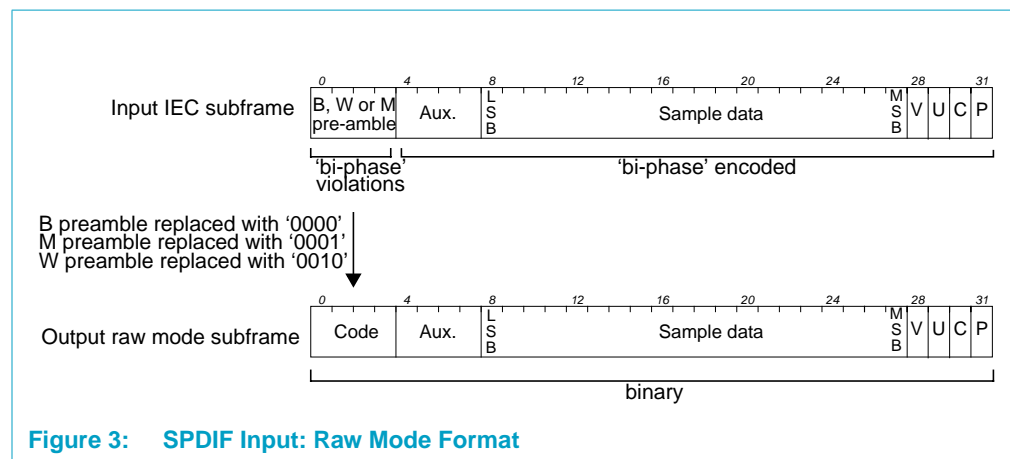 0 4 8 12 16 20 24 28 31
Input IEC subframe
B, W or M
pre-amble
Aux.
L
S
B
Sample data
M
S
B
V U C P
'bi-phase'
violations
'bi-phase' encoded
B preamble replaced with '0000'
M preamble replaced with '0001'
W preamble replaced with '0010'
0 4 8 12 16 20 24 28 31
Output raw mode subframe
Code
Aux.
L
S
B
Sample data
M
S
B
V U C P
binary
Figure 3: SPDIF Input: Raw Mode Format